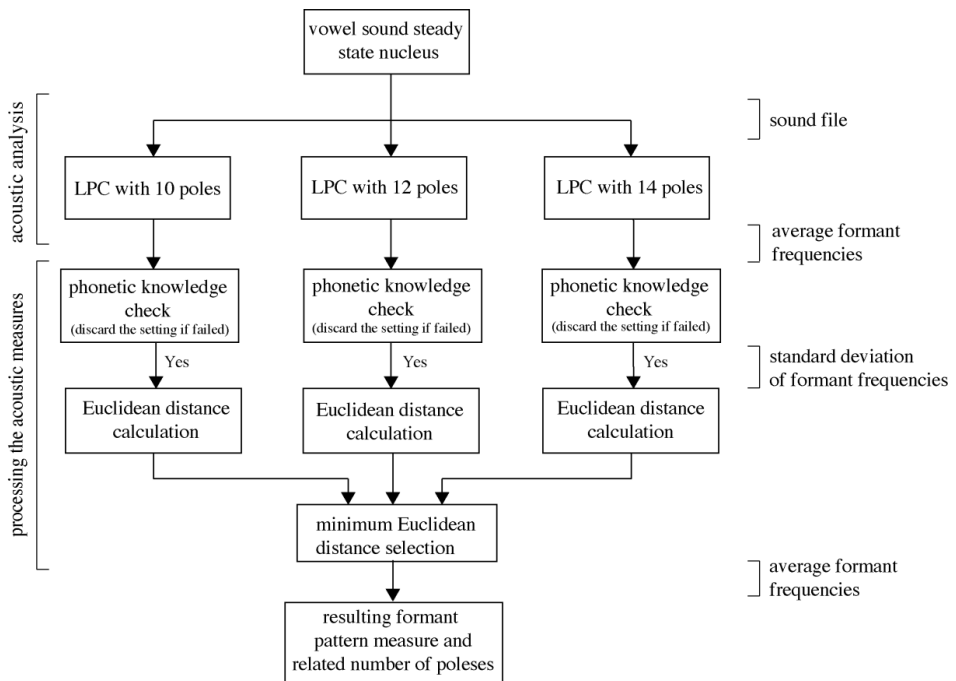 vowel sound steady
state nucleus
acoustic analysis
sound file
LPC with 10 poles
LPC with 12 poles
LPC with 14 poles
average formant
frequencies
processing the acoustic measures
phonetic knowledge
check
(discard the setting if failed)
phonetic knowledge
check
(discard the setting if failed)
phonetic knowledge
check
(discard the setting if failed)
Yes
Yes
Yes
standard deviation
of formant frequencies
Euclidean distance
calculation
Euclidean distance
calculation
Euclidean distance
calculation
minimum Euclidean
distance selection
average formant
frequencies
resulting formant
pattern measure and
related number of poleses